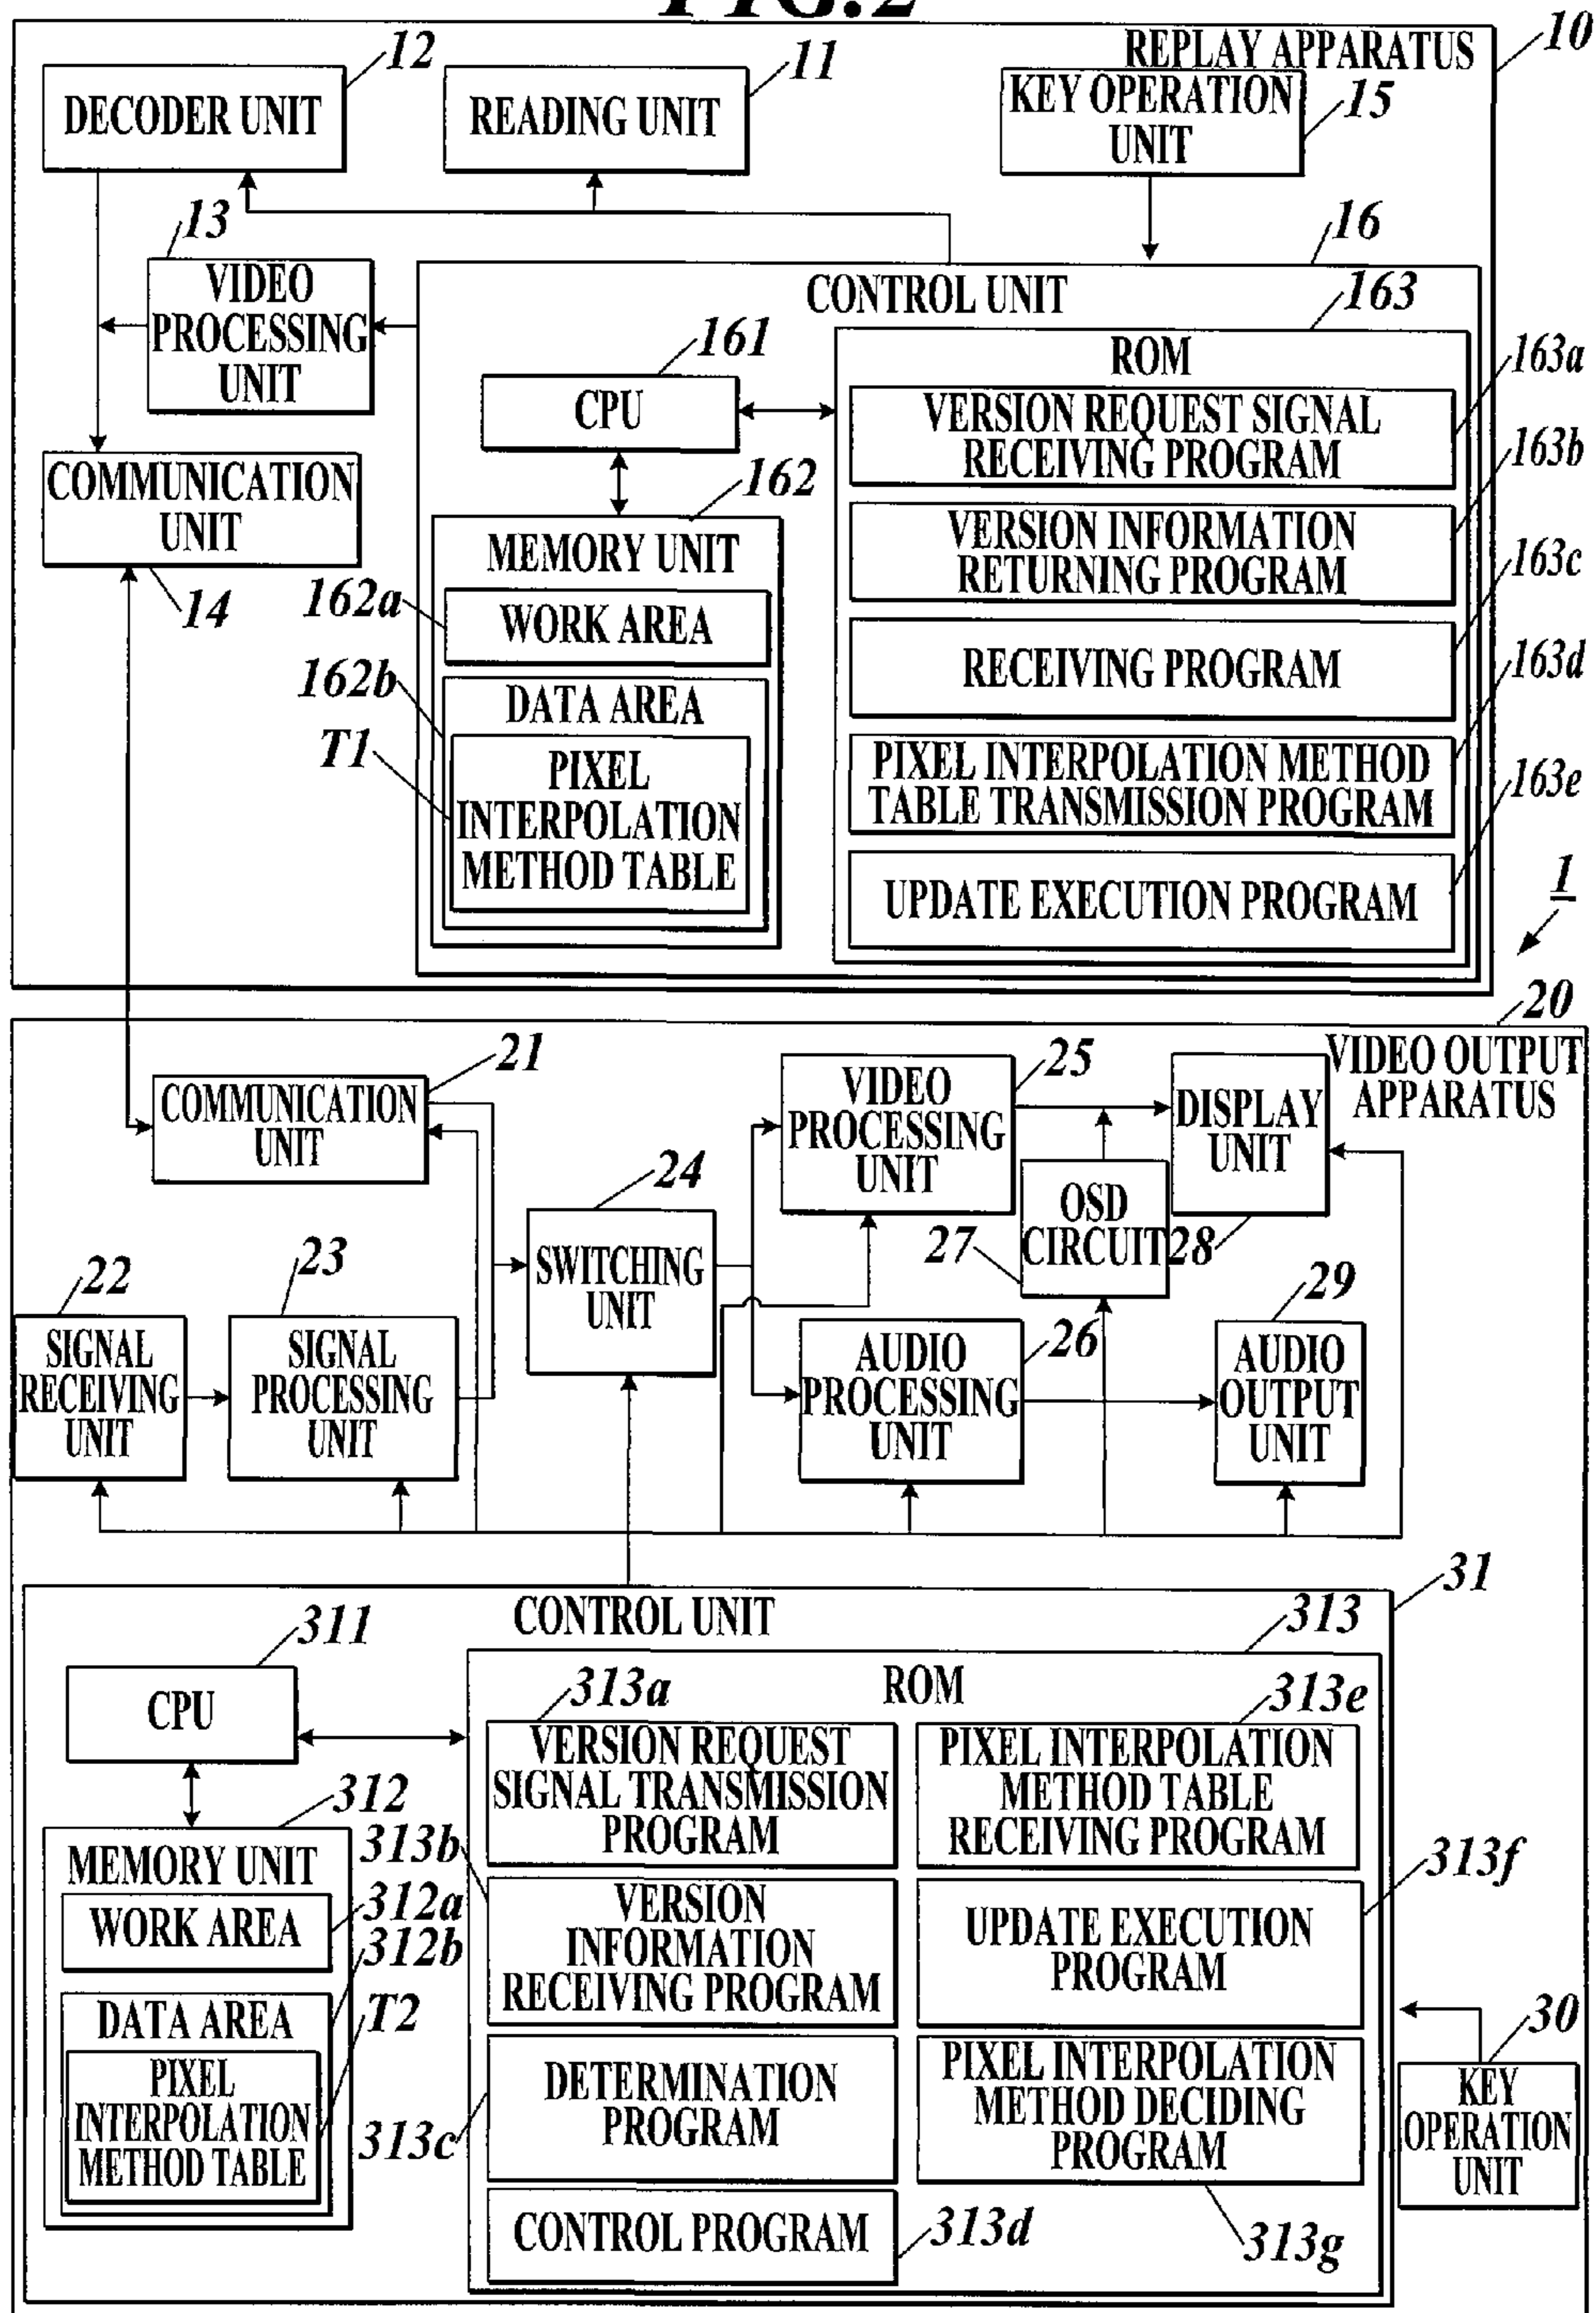 FIG.2
REPLAY APPARATUS
10
12
DECODER UNIT
11
READING UNIT
KEY OPERATION
UNIT
15
13
VIDEO
PROCESSING
UNIT
COMMUNICATION
UNIT
14
16
CONTROL UNIT
161
CPU
162
MEMORY UNIT
162a
WORK AREA
162b
DATA AREA
T1
PIXEL
INTERPOLATION
METHOD TABLE
163
ROM
163a
VERSION REQUEST SIGNAL
RECEIVING PROGRAM
163b
VERSION INFORMATION
RETURNING PROGRAM
163c
RECEIVING PROGRAM
163d
PIXEL INTERPOLATION METHOD
TABLE TRANSMISSION PROGRAM
163e
UPDATE EXECUTION PROGRAM
1
20
VIDEO OUTPUT
APPARATUS
21
COMMUNICATION
UNIT
22
SIGNAL
RECEIVING
UNIT
23
SIGNAL
PROCESSING
UNIT
24
SWITCHING
UNIT
25
VIDEO
PROCESSING
UNIT
26
AUDIO
PROCESSING
UNIT
27
OSD
CIRCUIT
28
DISPLAY
UNIT
29
AUDIO
OUTPUT
UNIT
31
CONTROL UNIT
311
CPU
312
MEMORY UNIT
312a
WORK AREA
312b
DATA AREA
T2
PIXEL
INTERPOLATION
METHOD TABLE
313
ROM
313a
VERSION REQUEST
SIGNAL TRANSMISSION
PROGRAM
313b
VERSION
INFORMATION
RECEIVING PROGRAM
313c
DETERMINATION
PROGRAM
CONTROL PROGRAM
313d
313e
PIXEL INTERPOLATION
METHOD TABLE
RECEIVING PROGRAM
313f
UPDATE EXECUTION
PROGRAM
PIXEL INTERPOLATION
METHOD DECIDING
PROGRAM
313g
30
KEY
OPERATION
UNIT